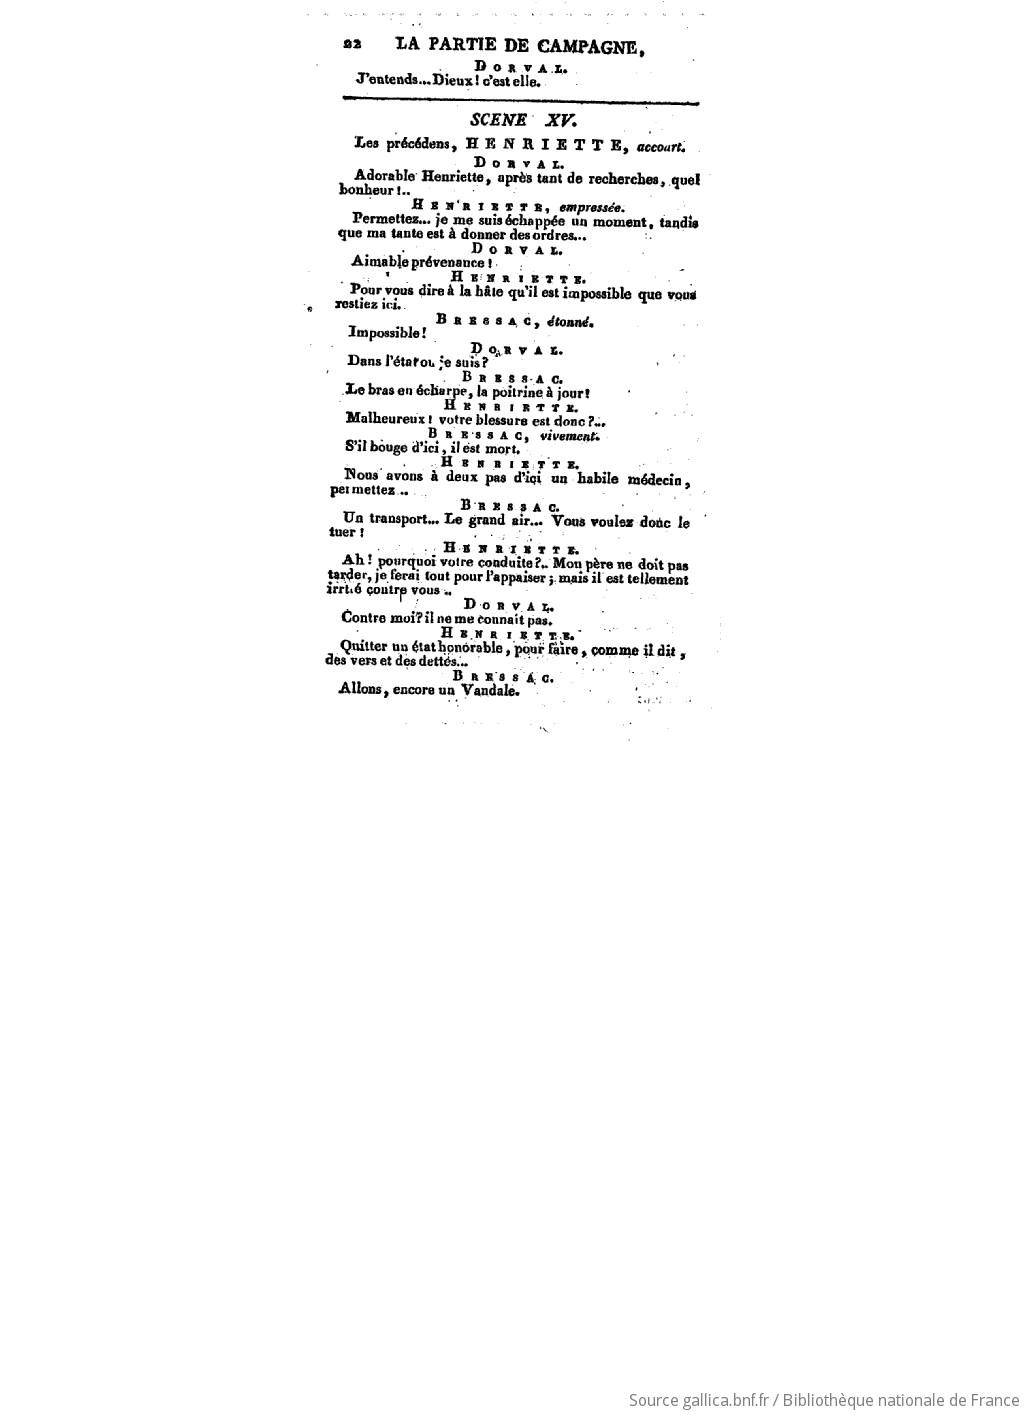 22 LA PARTIE DE CAMPAGNE,
DORVAL.
J'entends...Dieux! c'est elle.
SCENE XV.
Les précédens, HENRIETTE, accourt.
DORVAL.
Adorable Henriette, après tant de recherches, quel
bonheur!..
HENRIETTE, empressée.
Permettez... je me suis échappée un moment, tandis
que ma tante est à donner des ordres...
DORVAL.
Aimable prévenance!
HENRIETTE.
Pour vous dire à la hâte qu'il est impossible que vous
restiez ici.
BRESSAC, étonné.
Impossible!
DORVAL.
Dans l'état ou je suis?
BRESSAC.
Le bras en écharpe, la poitrine à jour!
HENRIETTE.
Malheureux! votre blessure est donc?...
BRESSAC, vivement.
S'il bouge d'ici, il est mort.
HENRIETTE.
Nous avons à deux pas d'ici un habile médecin,
permettez..
BRESSAC.
Un transport... Le grand air... Vous voulez donc le
tuer!
HENRIETTE.
Ah! pourquoi votre conduite?.. Mon père ne doit pas
tarder, je ferai tout pour l'appaiser; mais il est tellement
irrité contre vous..
DORVAL.
Contre moi? il ne me connait pas.
HENRIETTE.
Quitter un état honorable, pour faire, comme il dit,
des vers et des dettes...
BRESSAC.
Allons, encore un Vandale.
Source gallica.bnf.fr / Bibliothèque nationale de France